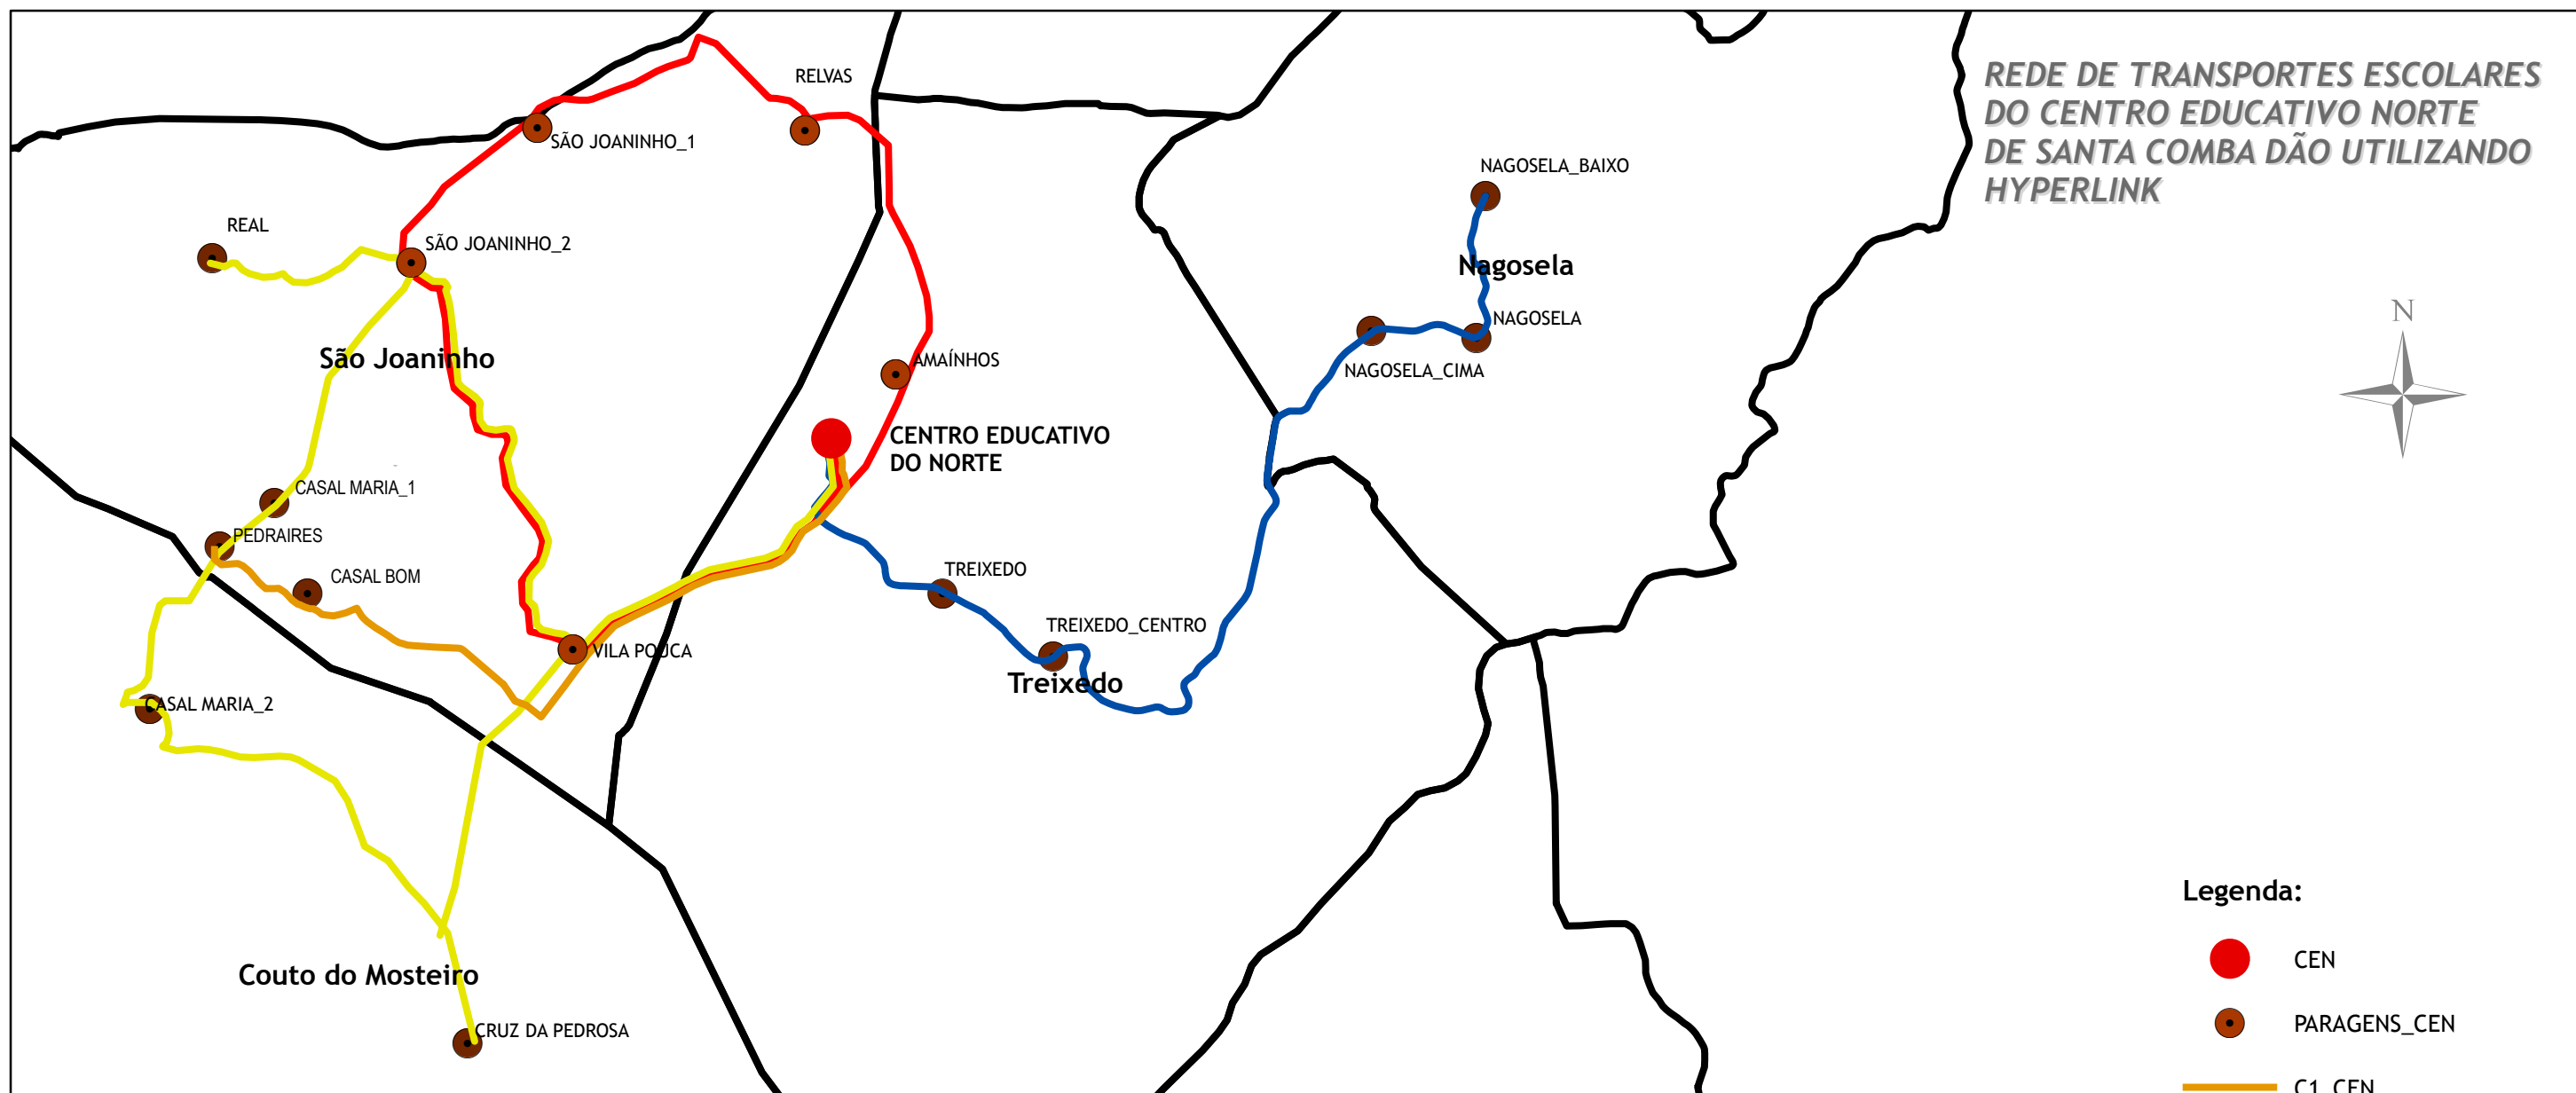 REDE DE TRANSPORTES ESCOLARES
DO CENTRO EDUCATIVO NORTE
DE SANTA COMBA DÃO UTILIZANDO
HYPERLINK
RELVAS
SÃO JOANINHO_1
NAGOSELA_BAIXO
REAL
SÃO JOANINHO_2
Nagosela
N
NAGOSELA
São Joaninho
AMAÍNHOS
NAGOSELA_CIMA
CENTRO EDUCATIVO
DO NORTE
CASAL MARIA_1
PEDRAIRES
CASAL BOM
TREIXEDO
TREIXEDO_CENTRO
VILA POUCA
Treixedo
CASAL MARIA_2
Legenda:
CEN
Couto do Mosteiro
PARAGENS_CEN
CRUZ DA PEDROSA
C1_CEN